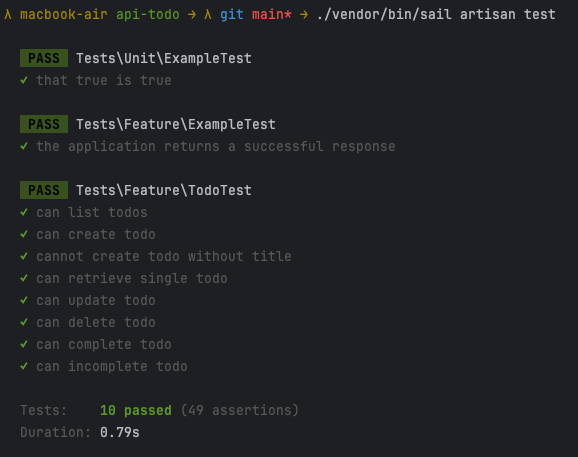 λ macbook-air api-todo → λ git main* → ./vendor/bin/sail artisan test
PASS Tests\Unit\ExampleTest
✓ that true is true
PASS Tests\Feature\ExampleTest
✓ the application returns a successful response
PASS Tests\Feature\TodoTest
✓ can list todos
✓ can create todo
✓ cannot create todo without title
✓ can retrieve single todo
✓ can update todo
✓ can delete todo
✓ can complete todo
✓ can incomplete todo
Tests: 10 passed (49 assertions)
Duration: 0.79s